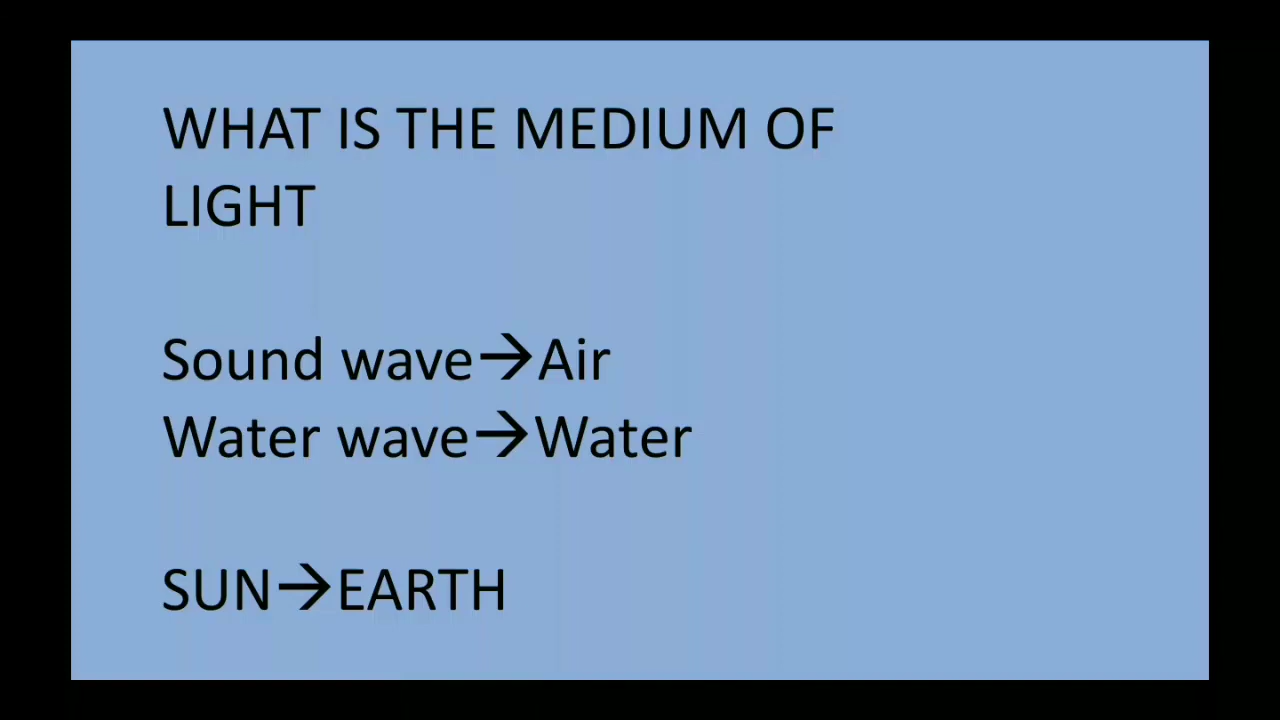 WHAT IS THE MEDIUM OF
LIGHT
Sound wave→Air
Water wave→Water
SUN→EARTH